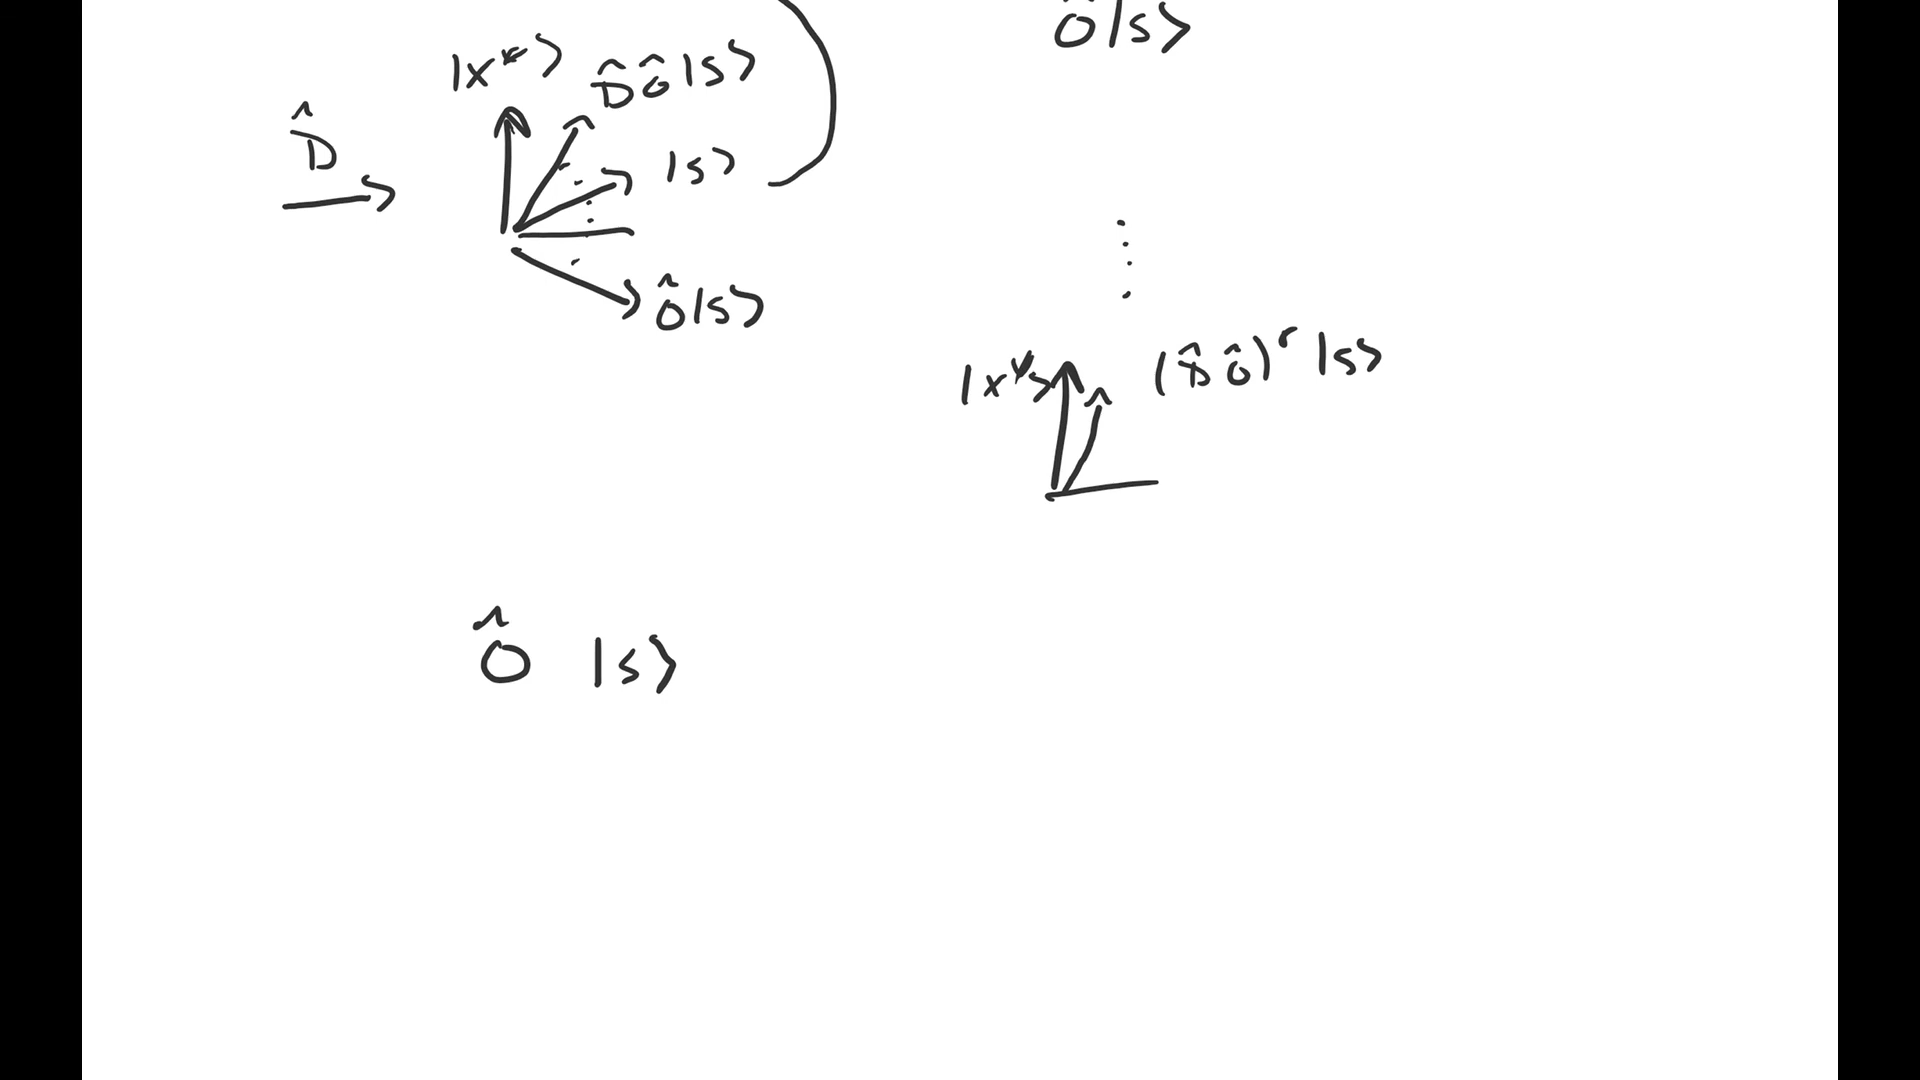 Ô|s⟩
|x*⟩
D̂Ô|s⟩
D̂
|s⟩
Ô|s⟩
|x*⟩
(D̂Ô)ʳ|s⟩
Ô |s⟩